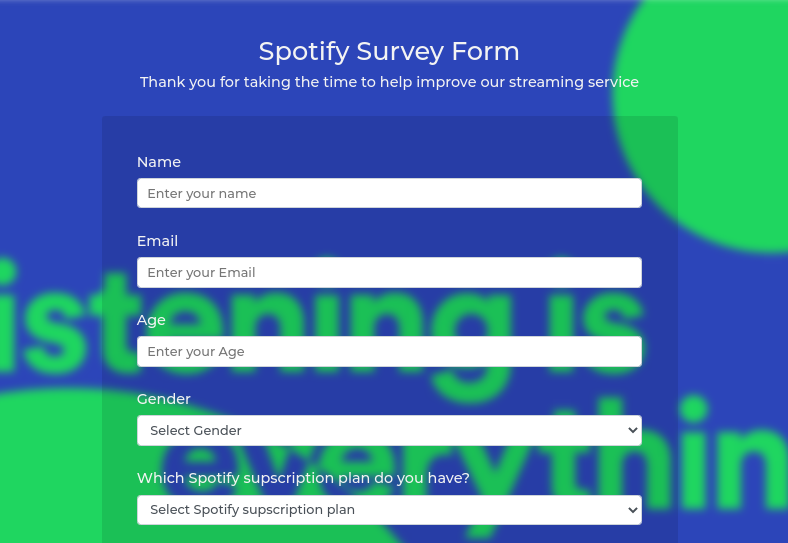 Spotify Survey Form
Thank you for taking the time to help improve our streaming service
Name
Enter your name
Email
Enter your Email
Age
Enter your Age
Gender
Select Gender
Which Spotify supscription plan do you have?
Select Spotify supscription plan
istening is
everythin